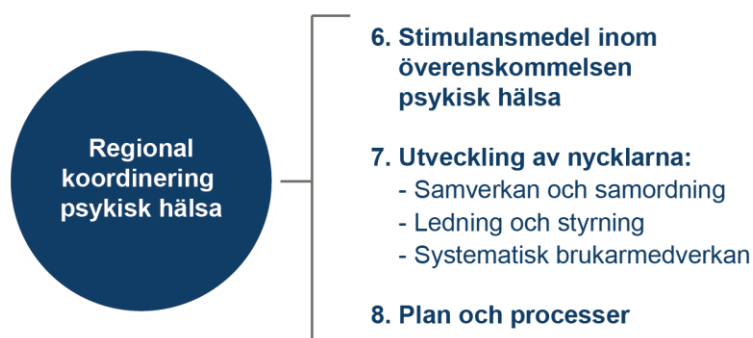 Regional
koordinering
psykisk hälsa
6. Stimulansmedel inom
överenskommelsen
psykisk hälsa
7. Utveckling av nycklarna:
- Samverkan och samordning
- Ledning och styrning
- Systematisk brukarmedverkan
8. Plan och processer